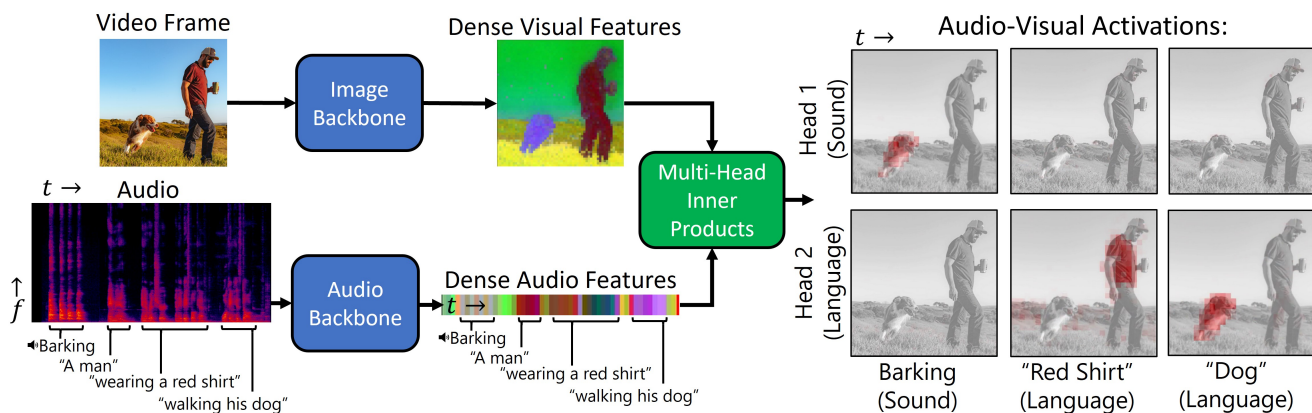 Video Frame
Image
Backbone
Dense Visual Features
t →
Audio
↑
f
🔊Barking
“A man”
“wearing a red shirt”
“walking his dog”
Audio
Backbone
Dense Audio Features
t →
🔊Barking
“A man”
“wearing a red shirt”
“walking his dog”
Multi-Head
Inner
Products
Audio-Visual Activations:
t →
Head 1
(Sound)
Head 2
(Language)
Barking
(Sound)
“Red Shirt”
(Language)
“Dog”
(Language)